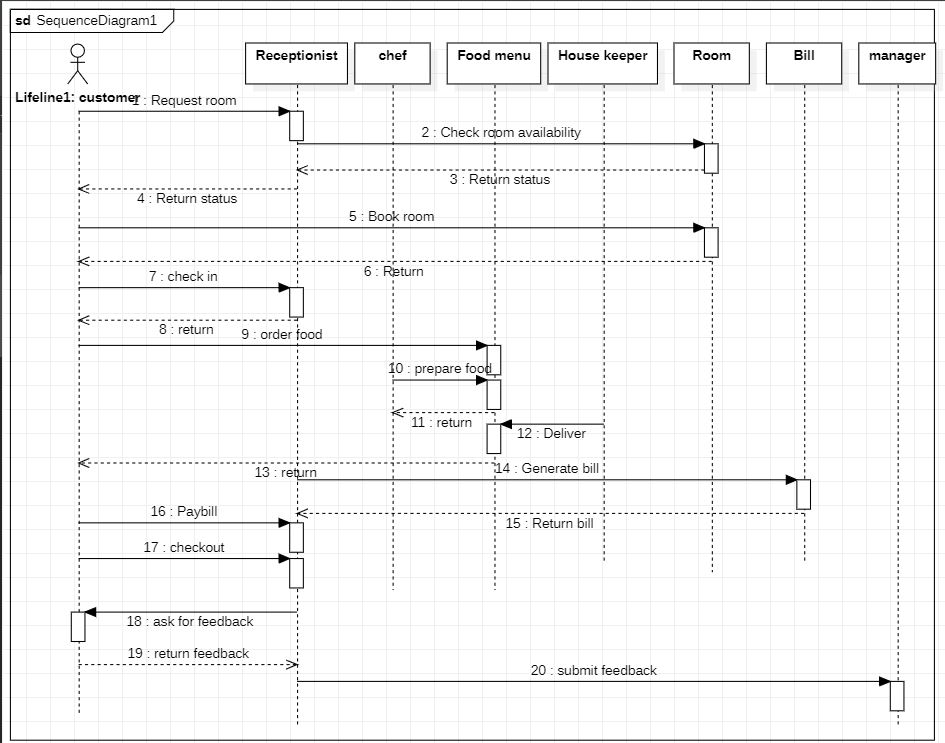 sd SequenceDiagram1
Receptionist
chef
Food menu
House keeper
Room
Bill
manager
Lifeline1: customer
1 : Request room
2 : Check room availability
3 : Return status
4 : Return status
5 : Book room
6 : Return
7 : check in
8 : return
9 : order food
10 : prepare food
11 : return
12 : Deliver
13 : return
14 : Generate bill
15 : Return bill
16 : Paybill
17 : checkout
18 : ask for feedback
19 : return feedback
20 : submit feedback